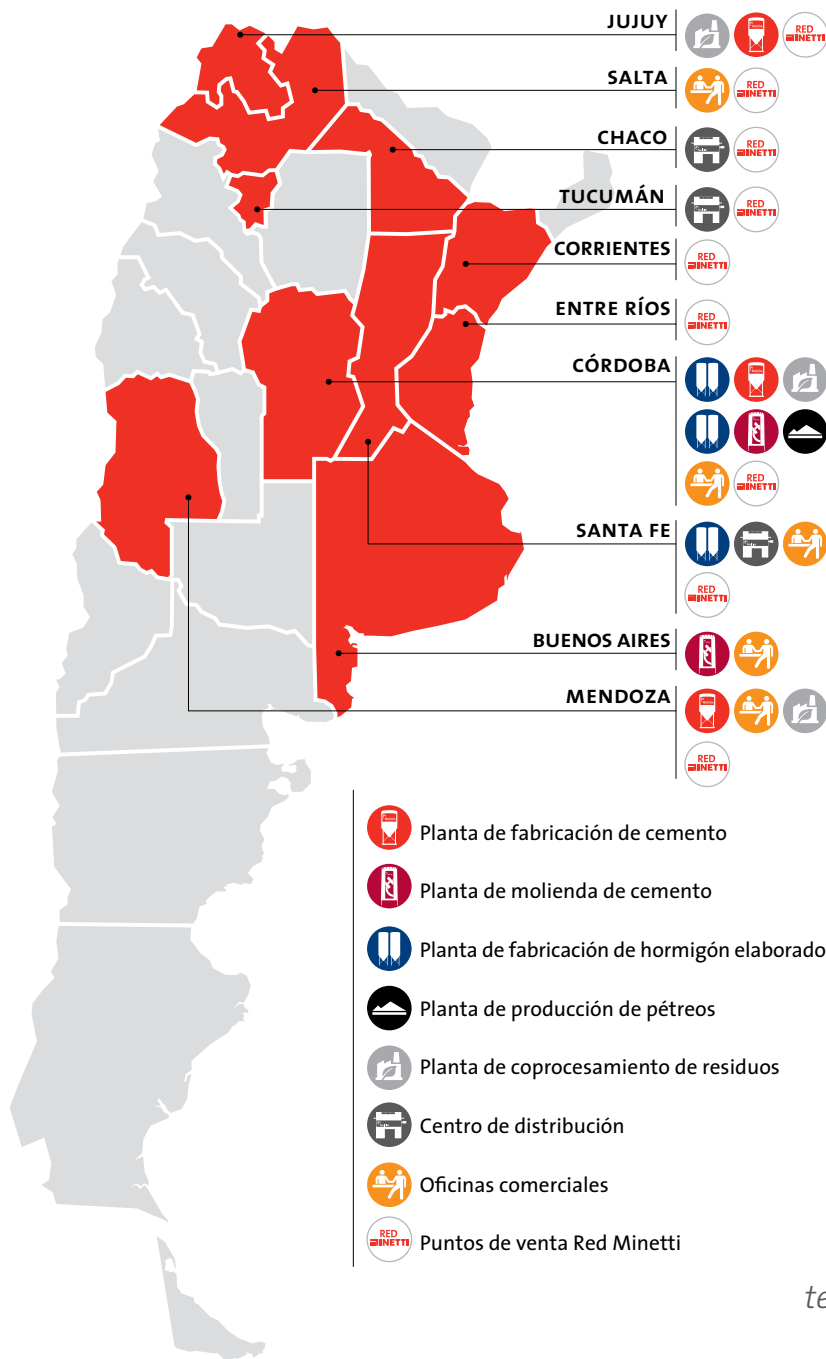 JUJUY
RED
MINETTI
SALTA
RED
MINETTI
CHACO
RED
MINETTI
TUCUMÁN
RED
MINETTI
CORRIENTES
RED
MINETTI
ENTRE RÍOS
RED
MINETTI
CÓRDOBA
RED
MINETTI
SANTA FE
RED
MINETTI
BUENOS AIRES
MENDOZA
RED
MINETTI
Planta de fabricación de cemento
Planta de molienda de cemento
Planta de fabricación de hormigón elaborado
Planta de producción de pétreos
Planta de coprocesamiento de residuos
Centro de distribución
Oficinas comerciales
RED
MINETTI
Puntos de venta Red Minetti
te